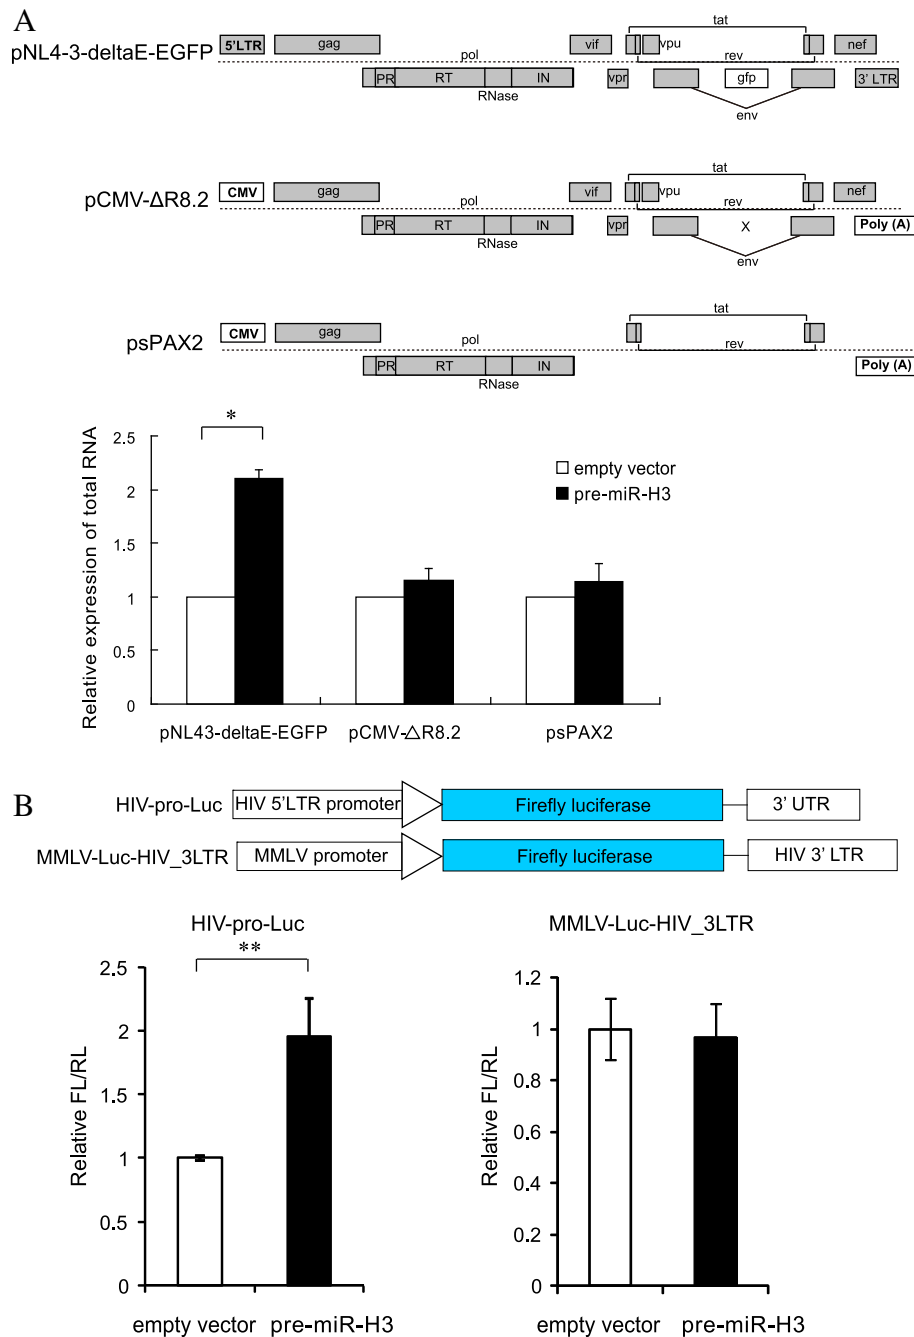 A
pNL4-3-deltaE-EGFP
5'LTR
gag
pol
vif
tat
vpu
rev
nef
PR
RT
RNase
IN
vpr
gfp
env
3' LTR
pCMV-ΔR8.2
CMV
gag
pol
vif
tat
vpu
rev
nef
PR
RT
RNase
IN
vpr
X
env
Poly (A)
psPAX2
CMV
gag
pol
tat
rev
PR
RT
RNase
IN
Poly (A)
Relative expression of total RNA
2.5
2
1.5
1
0.5
0
*
empty vector
pre-miR-H3
pNL43-deltaE-EGFP
pCMV-△R8.2
psPAX2
B
HIV-pro-Luc
HIV 5'LTR promoter
Firefly luciferase
3' UTR
MMLV-Luc-HIV_3LTR
MMLV promoter
Firefly luciferase
HIV 3' LTR
HIV-pro-Luc
**
Relative FL/RL
2.5
2
1.5
1
0.5
0
empty vector
pre-miR-H3
MMLV-Luc-HIV_3LTR
Relative FL/RL
1.2
1
0.8
0.6
0.4
0.2
0
empty vector
pre-miR-H3